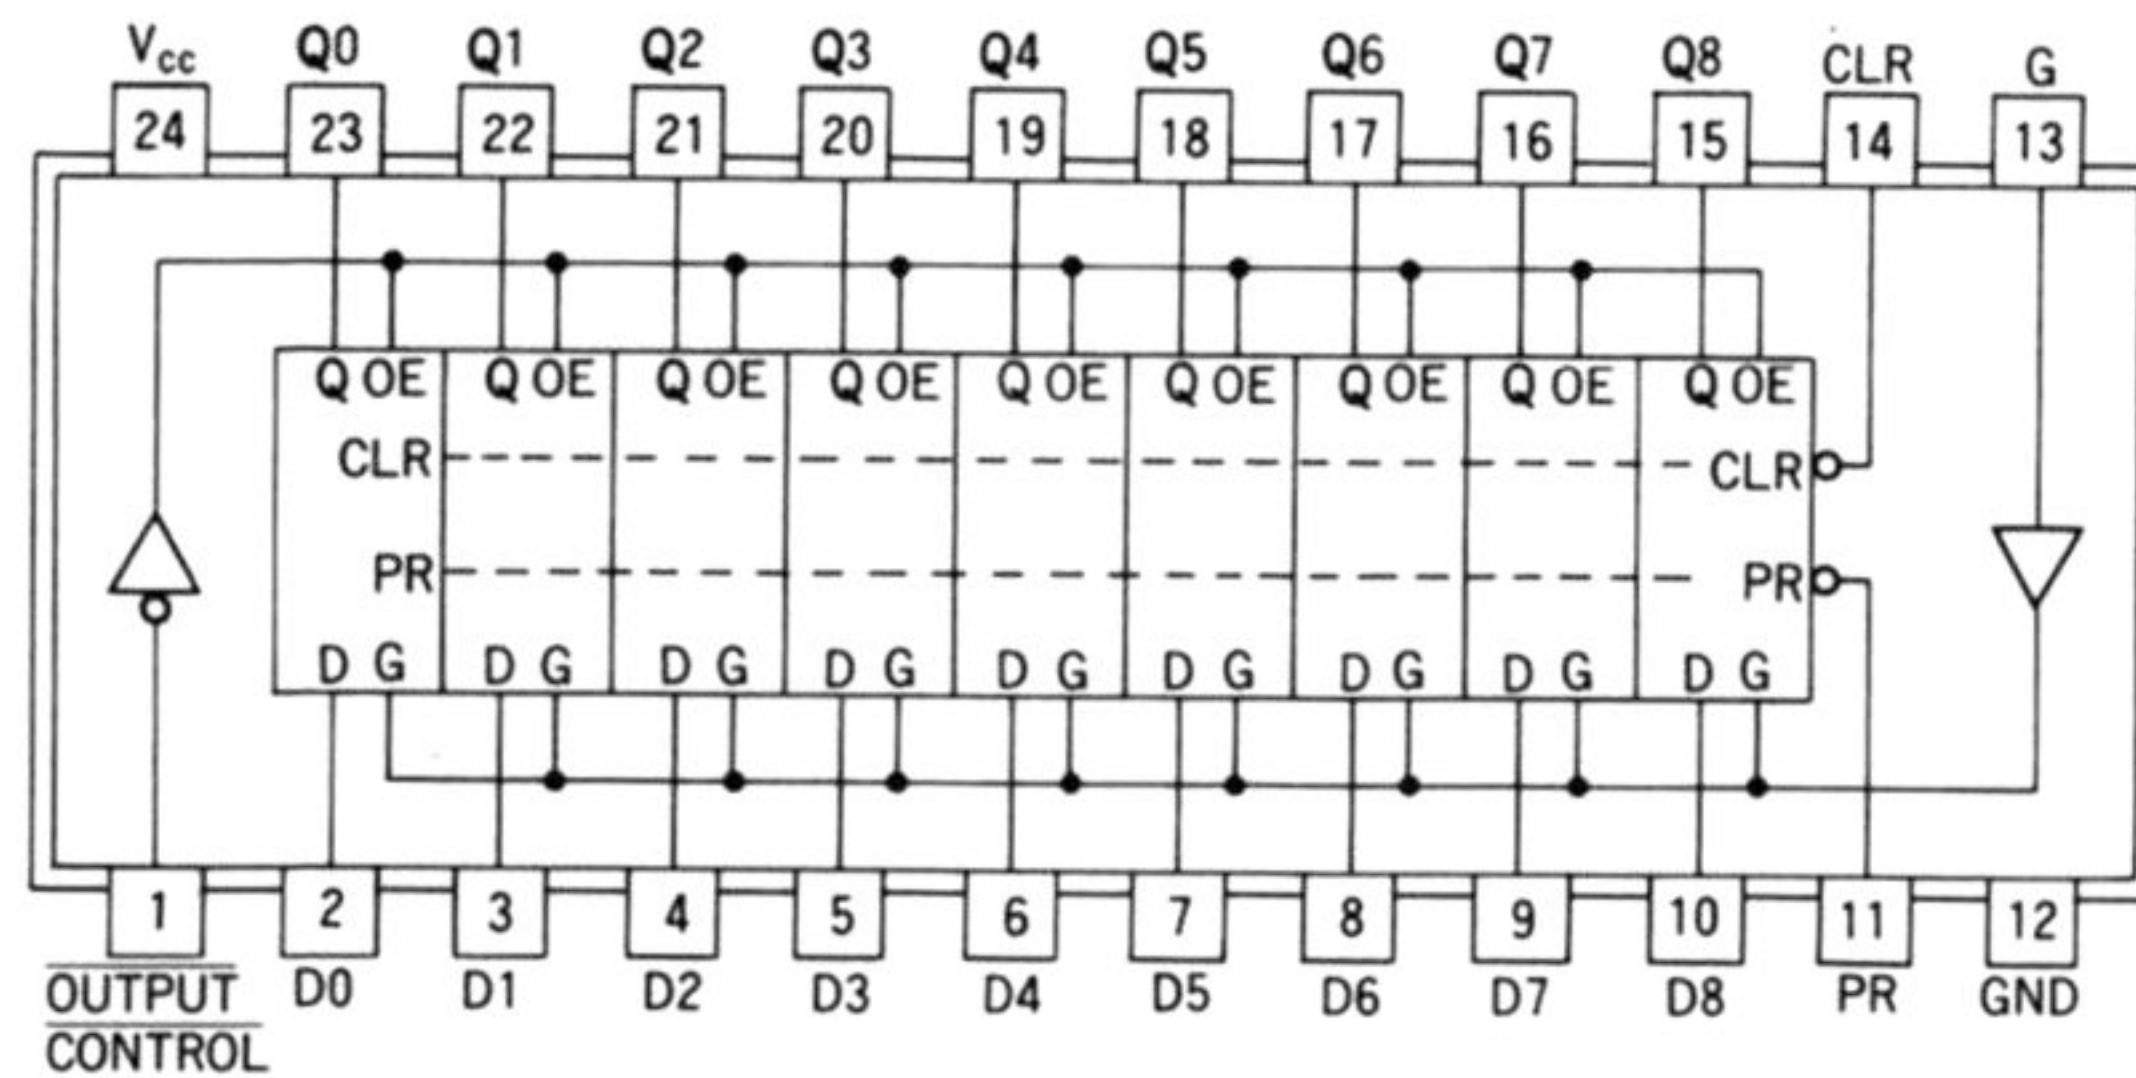 Vcc Q0 Q1 Q2 Q3 Q4 Q5 Q6 Q7 Q8 CLR G
24 23 22 21 20 19 18 17 16 15 14 13
Q OE Q OE Q OE Q OE Q OE Q OE Q OE Q OE Q OE
CLR CLR
PR PR
D G D G D G D G D G D G D G D G D G
1 2 3 4 5 6 7 8 9 10 11 12
OUTPUT D0 D1 D2 D3 D4 D5 D6 D7 D8 PR GND
CONTROL